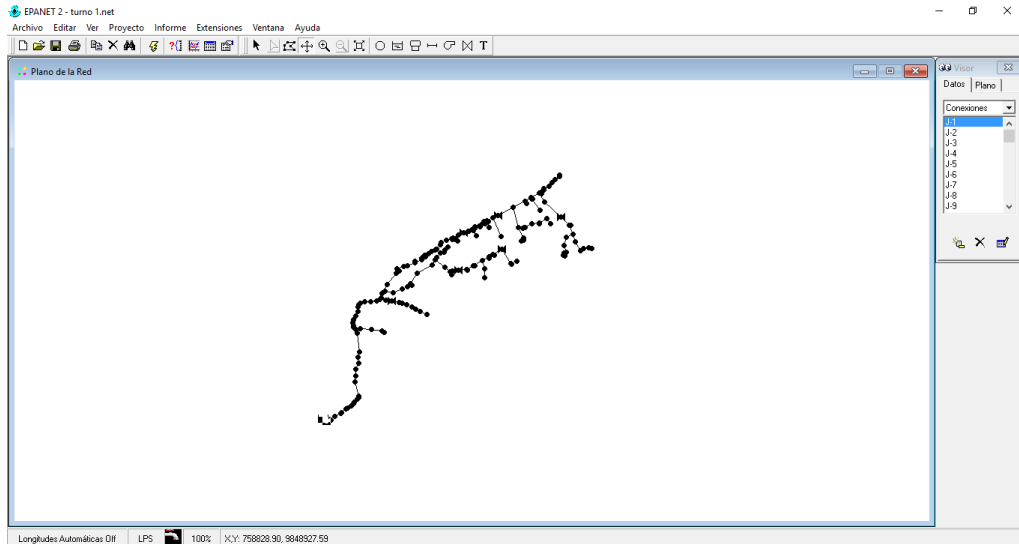 EPANET 2 - turno 1.net
Archivo Editar Ver Proyecto Informe Extensiones Ventana Ayuda
T
Plano de la Red
Visor
Datos Plano
Conexiones
J-1
J-2
J-3
J-4
J-5
J-6
J-7
J-8
J-9
Longitudes Automáticas Off LPS 100% X,Y: 758828.90, 9848927.59